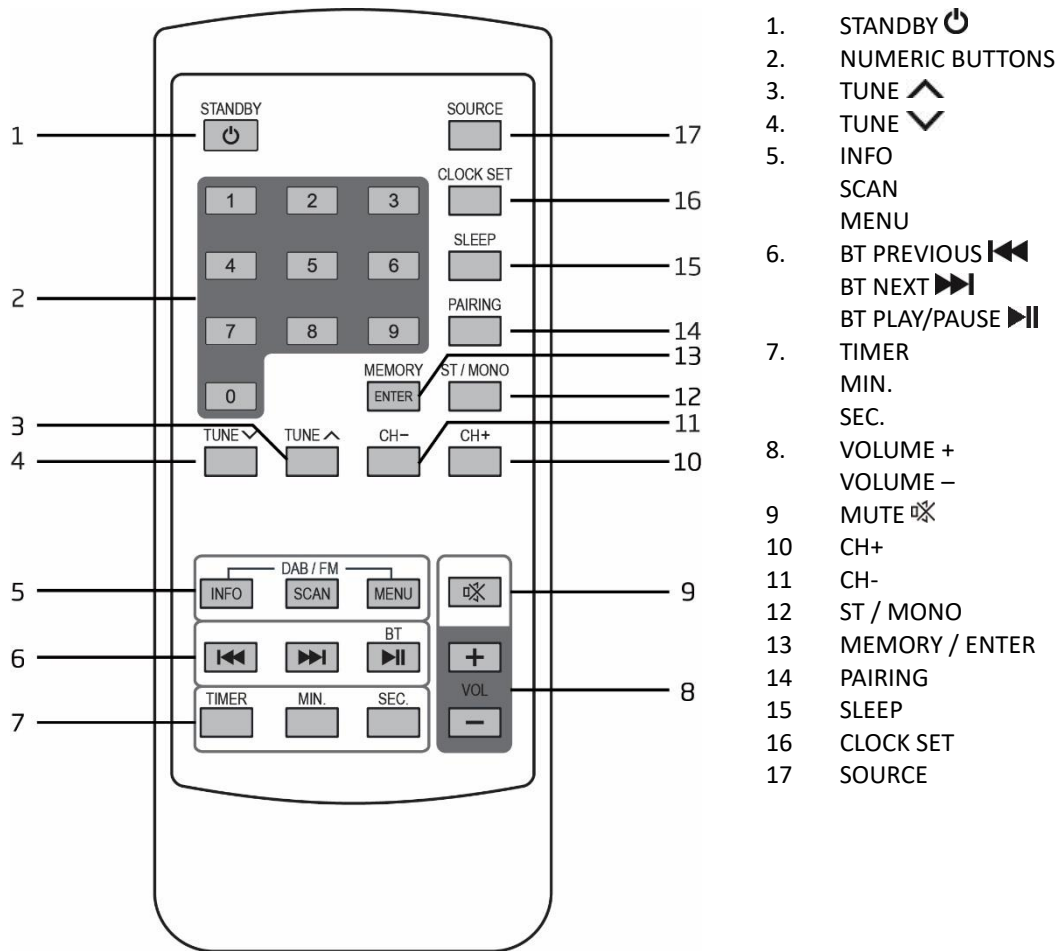 STANDBY
SOURCE
1
17
CLOCK SET
1 2 3
16
SLEEP
4 5 6
15
2
PAIRING
7 8 9
14
13
MEMORY ST / MONO
0 ENTER
12
3
11
TUNE TUNE CH− CH+
4
10
DAB / FM
5 INFO SCAN MENU
9
BT
6
+
VOL
8
TIMER MIN. SEC.
7
−
1. STANDBY
2. NUMERIC BUTTONS
3. TUNE
4. TUNE
5. INFO
SCAN
MENU
6. BT PREVIOUS
BT NEXT
BT PLAY/PAUSE
7. TIMER
MIN.
SEC.
8. VOLUME +
VOLUME –
9 MUTE
10 CH+
11 CH-
12 ST / MONO
13 MEMORY / ENTER
14 PAIRING
15 SLEEP
16 CLOCK SET
17 SOURCE